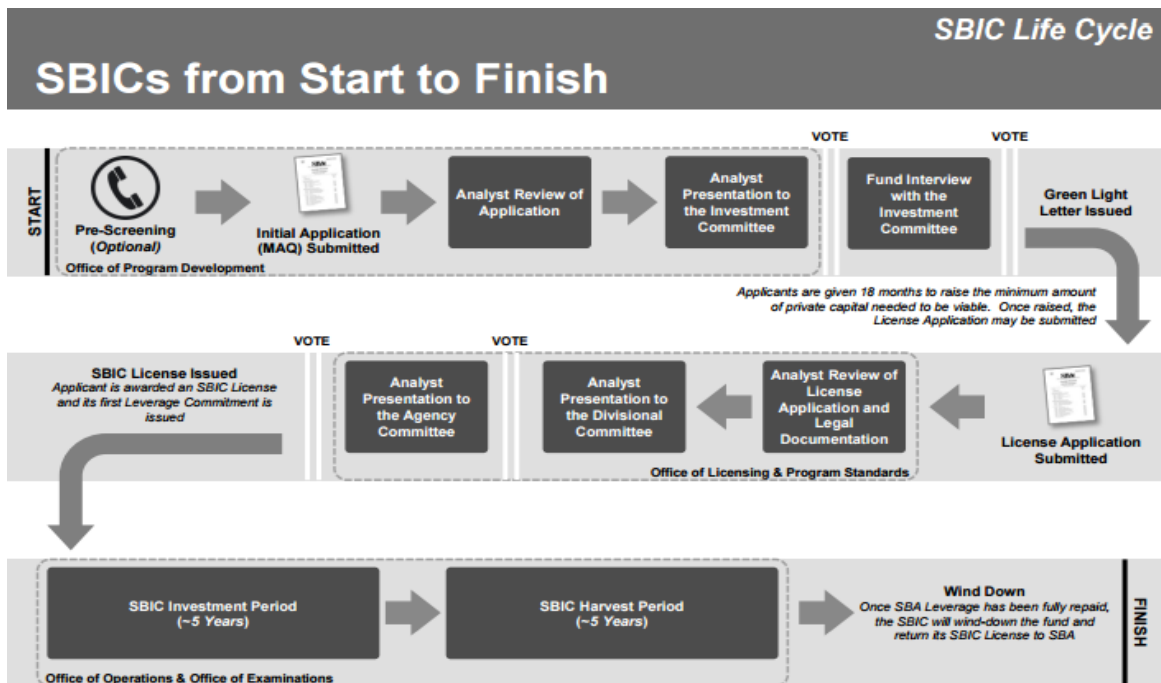 SBIC Life Cycle
SBICs from Start to Finish
VOTE
VOTE
START
Pre-Screening
(Optional)
Initial Application
(MAQ) Submitted
Analyst Review of
Application
Analyst
Presentation to
the Investment
Committee
Fund Interview
with the
Investment
Committee
Green Light
Letter Issued
Office of Program Development
Applicants are given 18 months to raise the minimum amount
of private capital needed to be viable. Once raised, the
License Application may be submitted
VOTE
VOTE
SBIC License Issued
Applicant is awarded an SBIC License
and its first Leverage Commitment is
issued
Analyst
Presentation to
the Agency
Committee
Analyst
Presentation to
the Divisional
Committee
Analyst Review of
License
Application and
Legal
Documentation
License Application
Submitted
Office of Licensing & Program Standards
SBIC Investment Period
(~5 Years)
SBIC Harvest Period
(~5 Years)
Wind Down
Once SBA Leverage has been fully repaid,
the SBIC will wind-down the fund and
return its SBIC License to SBA
FINISH
Office of Operations & Office of Examinations